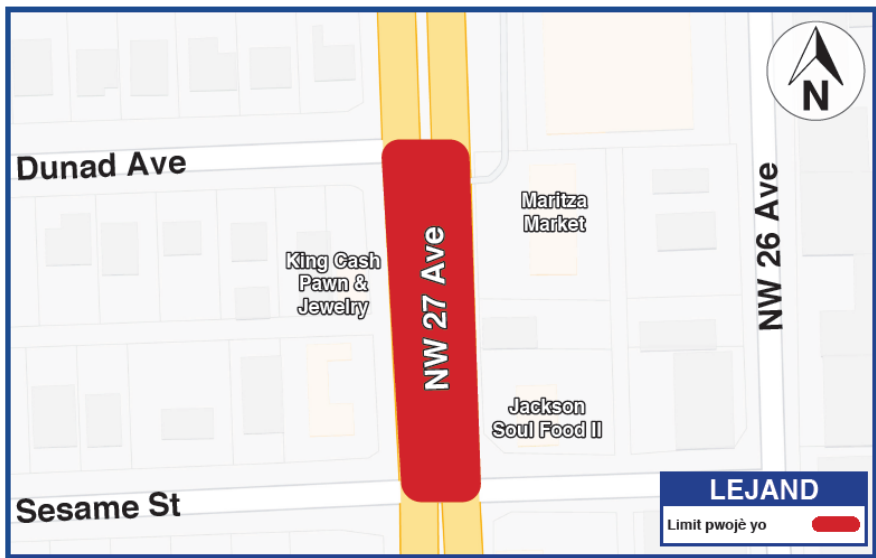 N
Dunad Ave
Maritza
Market
NW 26 Ave
King Cash
Pawn &
Jewelry
NW 27 Ave
Jackson
Soul Food II
Sesame St
LEJAND
Limit pwojè yo